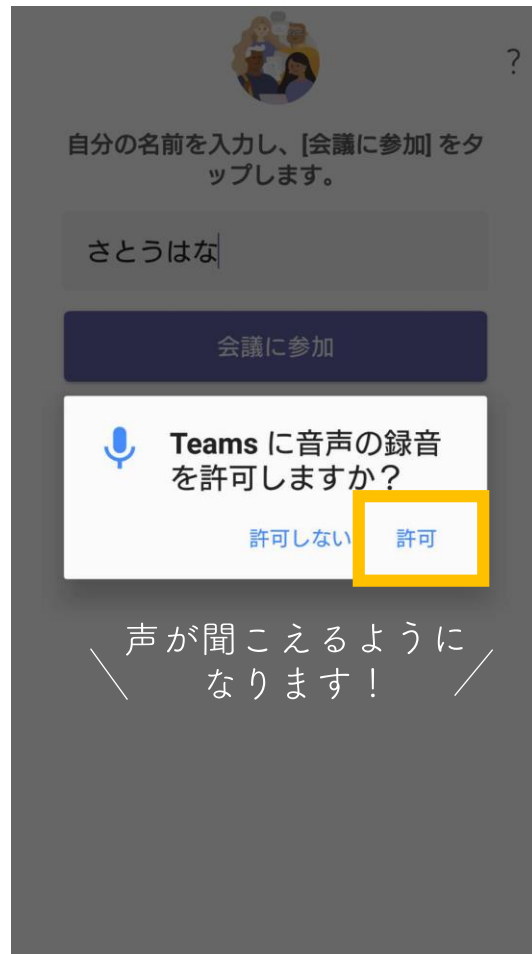 ?
自分の名前を入力し、[会議に参加] をタ
ップします。
さとうはな
会議に参加
Teams に音声の録音
を許可しますか？
許可しない
許可
声が聞こえるように
なります！